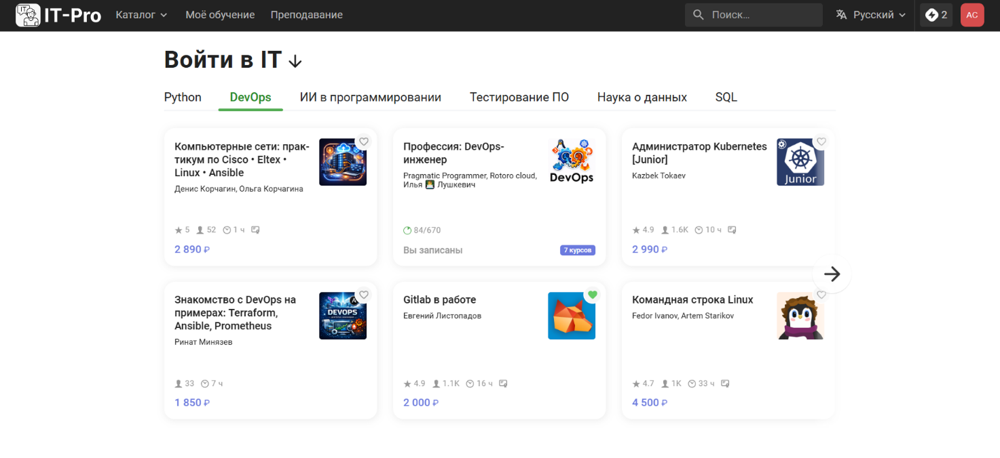 IT
IT-Pro
Каталог
Моё обучение
Преподавание
Поиск...
Русский
2
АС
Войти в IT ↓
Python
DevOps
ИИ в программировании
Тестирование ПО
Наука о данных
SQL
Компьютерные сети: прак-
тикум по Cisco • Eltex •
Linux • Ansible
Денис Корчагин, Ольга Корчагина
5 52 1 ч
2 890 ₽
Профессия: DevOps-
инженер
Pragmatic Programmer, Rotoro cloud,
Илья Лушкевич
DevOps
84/670
Вы записаны
7 курсов
Администратор Kubernetes
[Junior]
Kazbek Tokaev
Junior
4.9 1.6K 10 ч
2 990 ₽
Знакомство с DevOps на
примерах: Terraform,
Ansible, Prometheus
Ринат Минязев
DEVOPS
33 7 ч
1 850 ₽
Gitlab в работе
Евгений Листопадов
4.9 1.1K 16 ч
2 000 ₽
Командная строка Linux
Fedor Ivanov, Artem Starikov
4.7 1K 33 ч
4 500 ₽